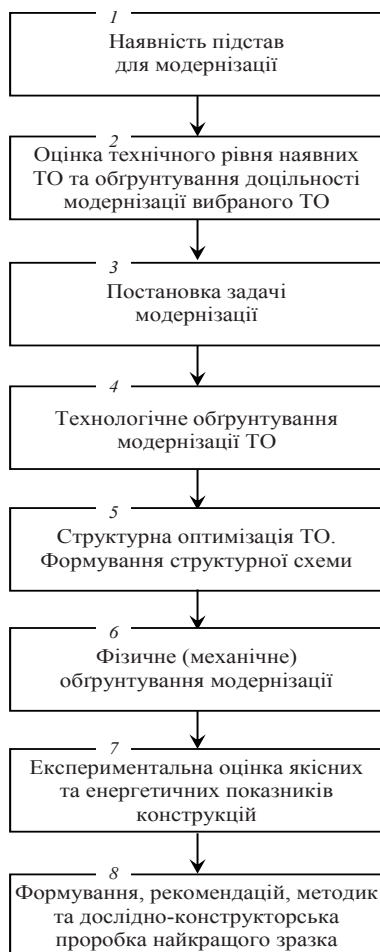 1
Наявність підстав
для модернізації
2
Оцінка технічного рівня наявних
ТО та обґрунтування доцільності
модернізації вибраного ТО
3
Постановка задачі
модернізації
4
Технологічне обґрунтування
модернізації ТО
5
Структурна оптимізація ТО.
Формування структурної схеми
6
Фізичне (механічне)
обґрунтування модернізації
7
Експериментальна оцінка якісних
та енергетичних показників
конструкцій
8
Формування, рекомендацій, методик
та дослідно-конструкторська
проробка найкращого зразка